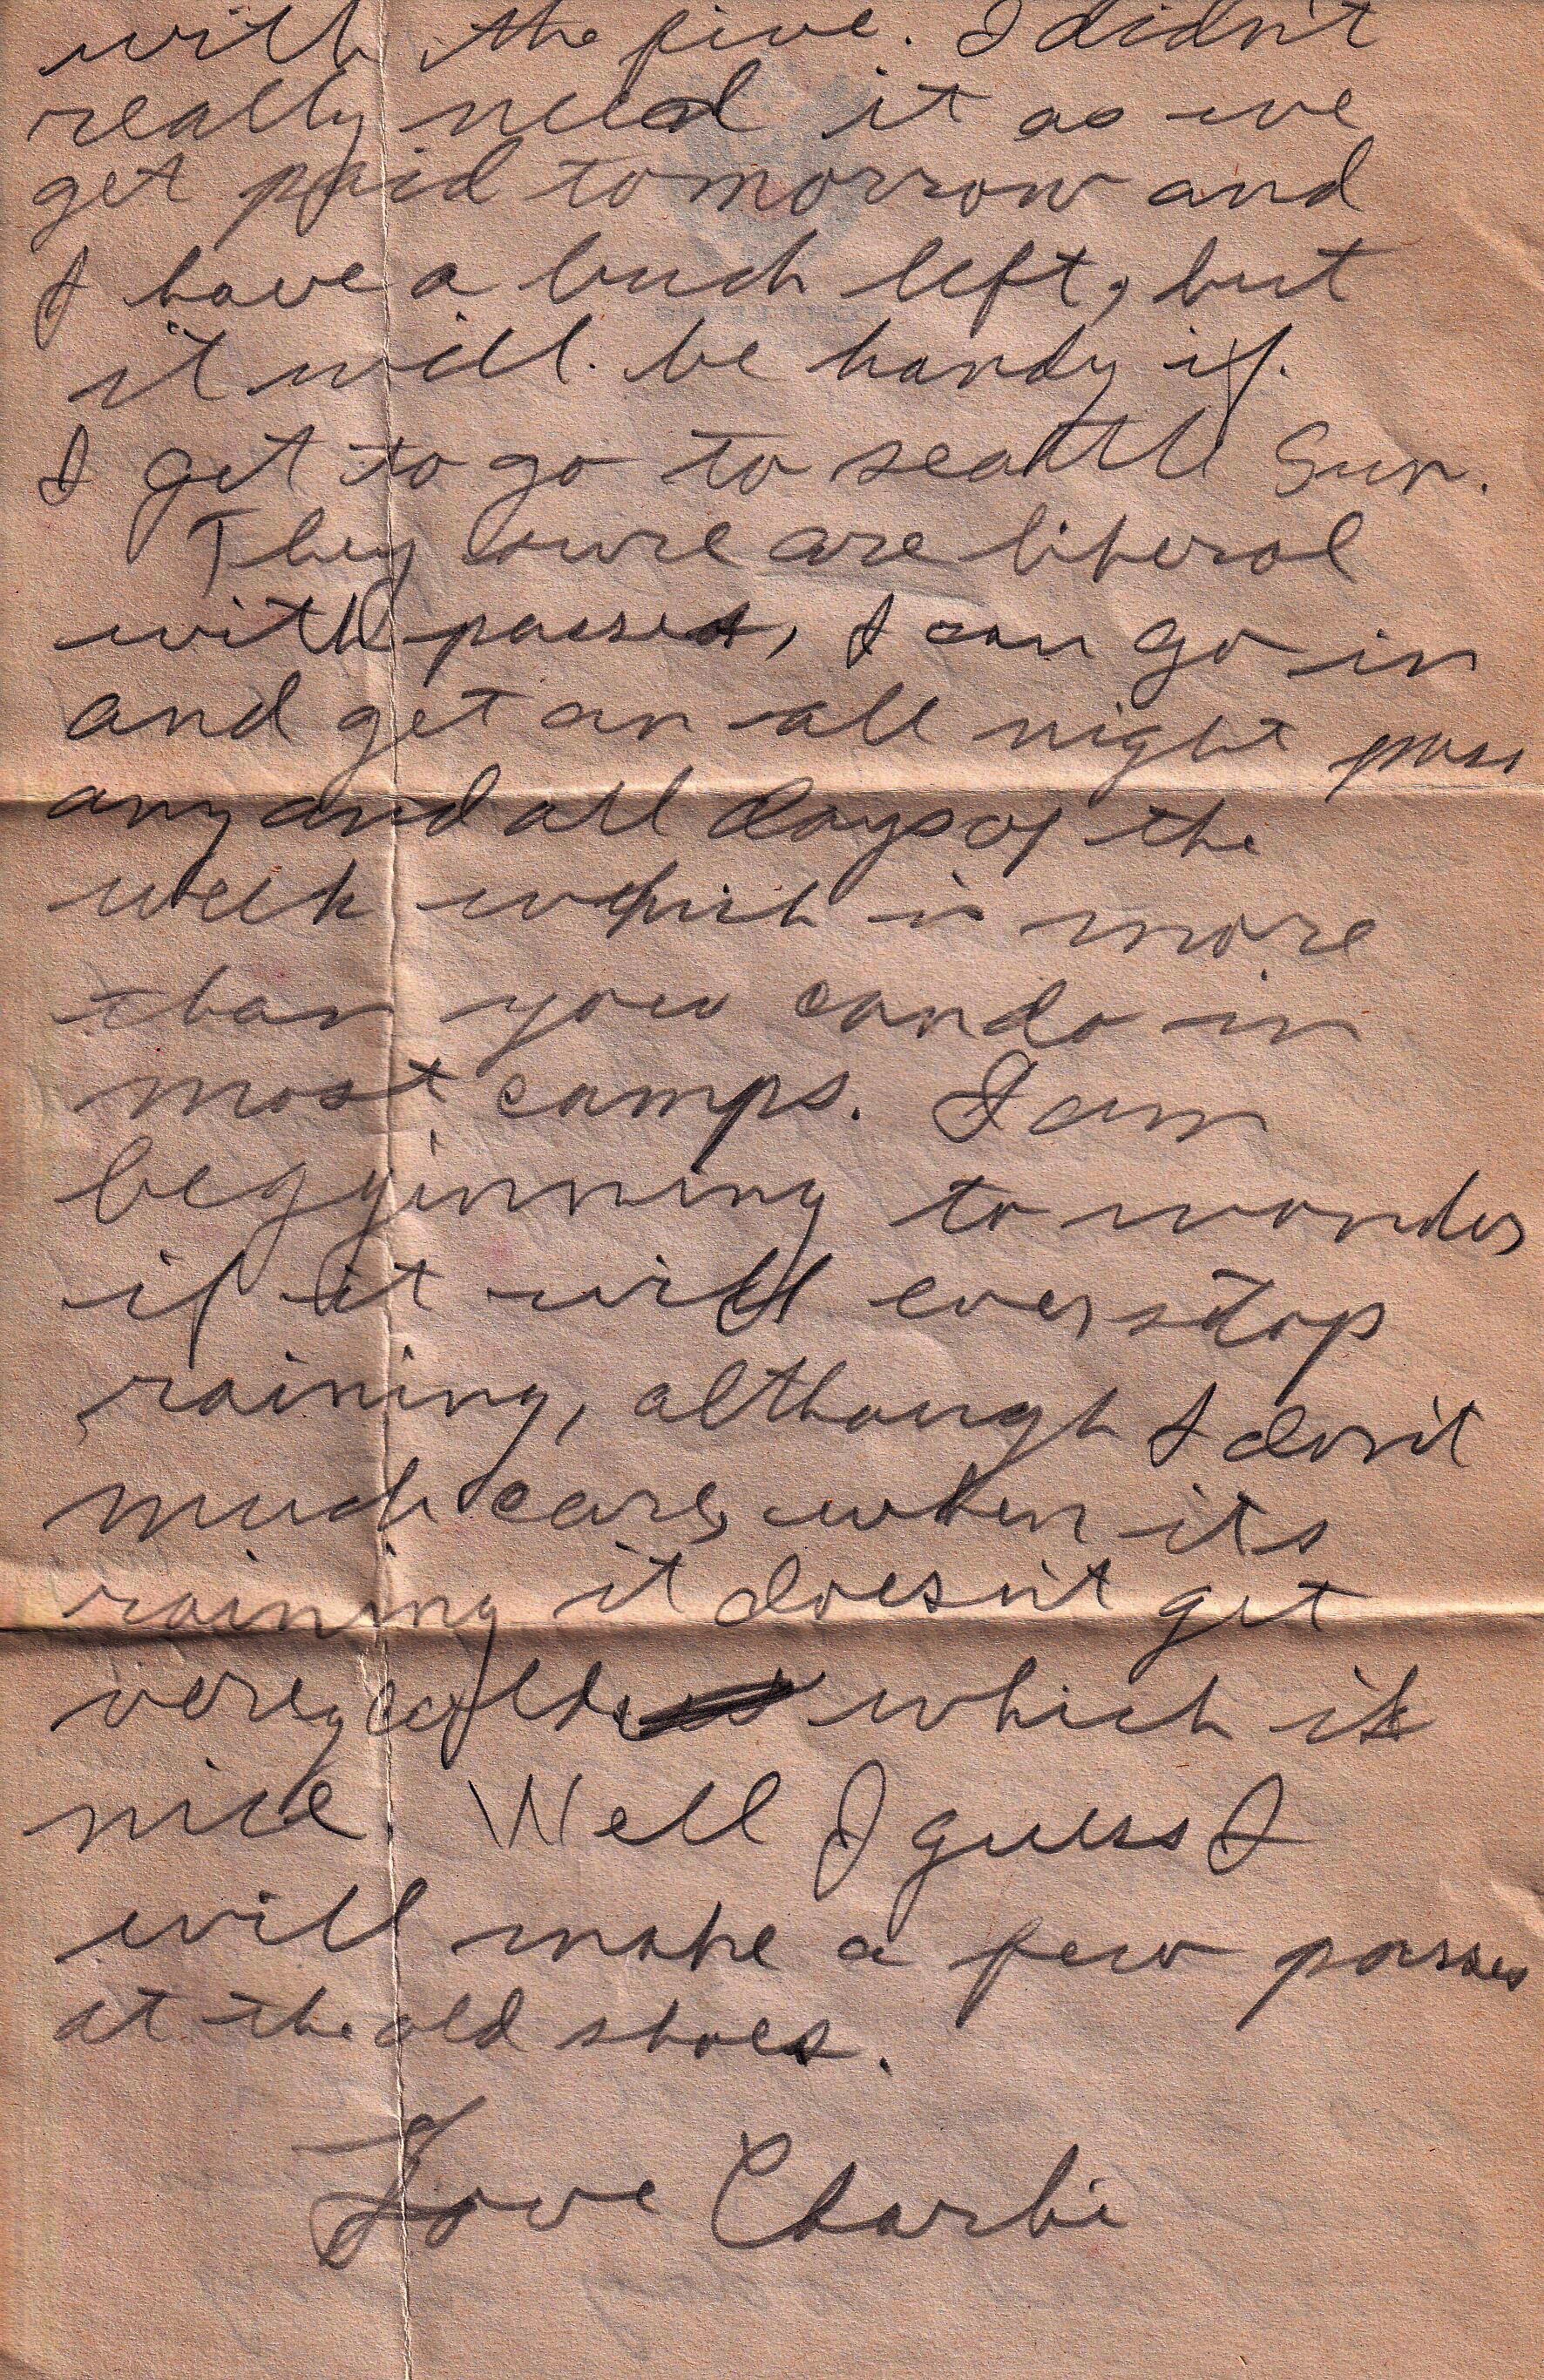 with the five. I didn't
really need it as we
get paid tomorrow and
I have a buck left, but
it will be handy if
I get to go to seattle Sun.
They sure are liberal
with passes, I can go in
and get an all night pass
any and all days of the
week which is more
than you can do in
most camps. I am
begginning to wonder
if it will ever stop
raining, although I don't
much care, when its
raining it doesn't get
very cold, which is
nice. Well I guess I
will make a few passes
at the old shoes.
Love Charlie